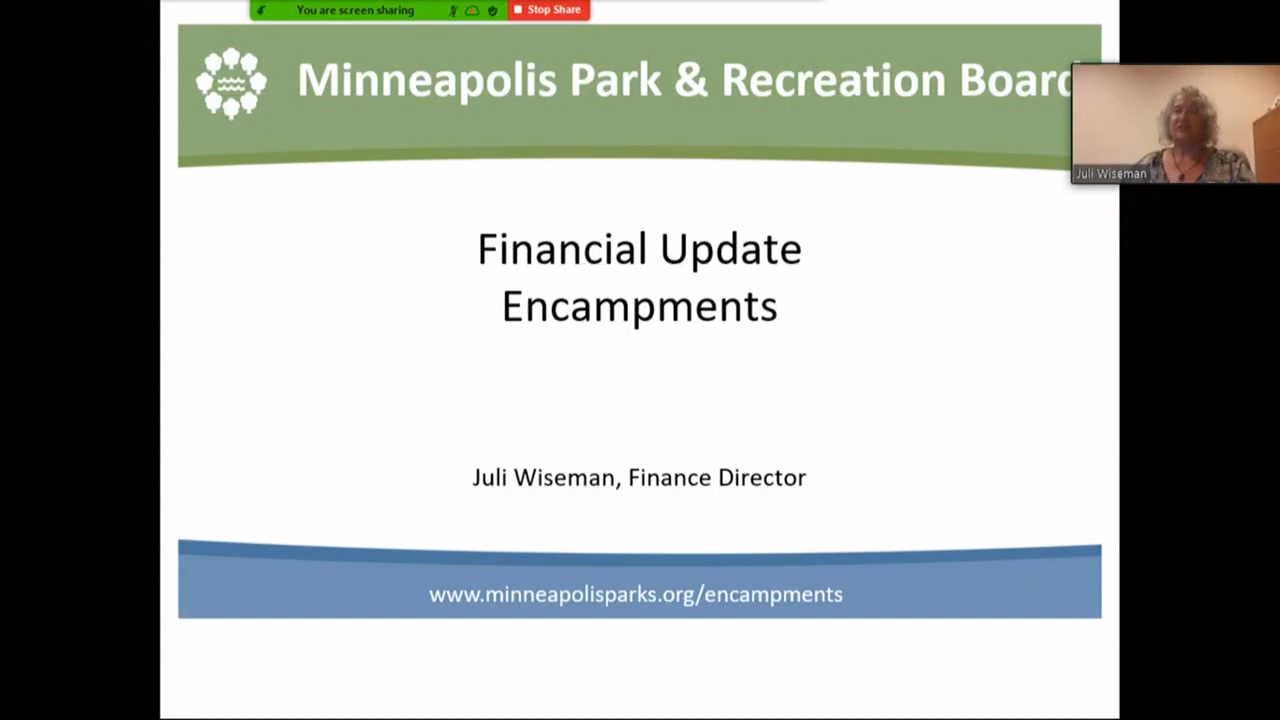 You are screen sharing
Stop Share
Minneapolis Park & Recreation Board
Juli Wiseman
Financial Update
Encampments
Juli Wiseman, Finance Director
www.minneapolisparks.org/encampments